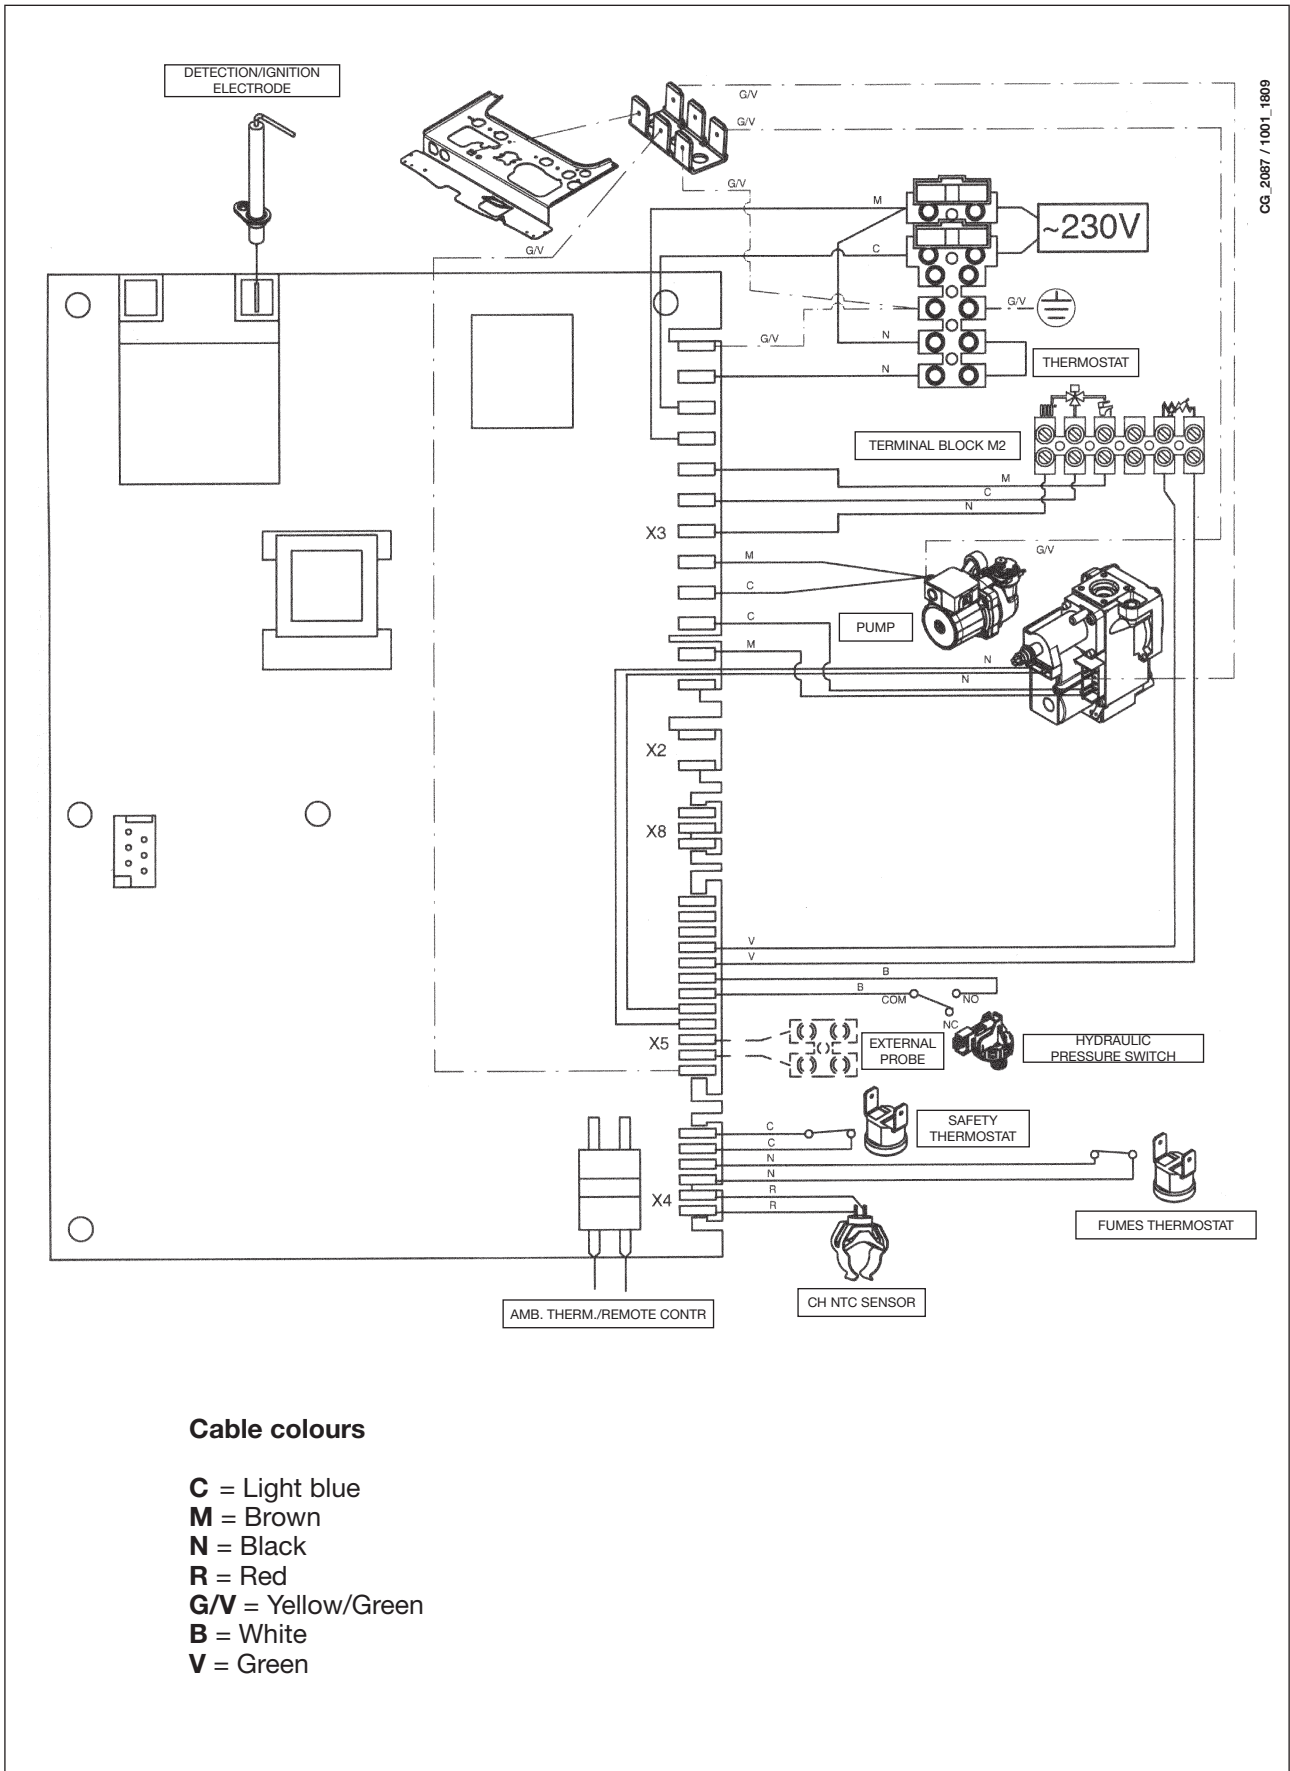 DETECTION/IGNITION
ELECTRODE
CG_2087 / 1001_1809
G/V
G/V
G/V
M
~230V
C
G/V
G/V
G/V
N
THERMOSTAT
N
TERMINAL BLOCK M2
M
C
N
X3
M
G/V
C
C
PUMP
M
N
N
X2
X8
V
V
B
B
COM
NO
NC
X5
EXTERNAL
PROBE
HYDRAULIC
PRESSURE SWITCH
SAFETY
THERMOSTAT
C
C
N
N
R
R
X4
FUMES THERMOSTAT
CH NTC SENSOR
AMB. THERM./REMOTE CONTR
Cable colours
C = Light blue
M = Brown
N = Black
R = Red
G/V = Yellow/Green
B = White
V = Green